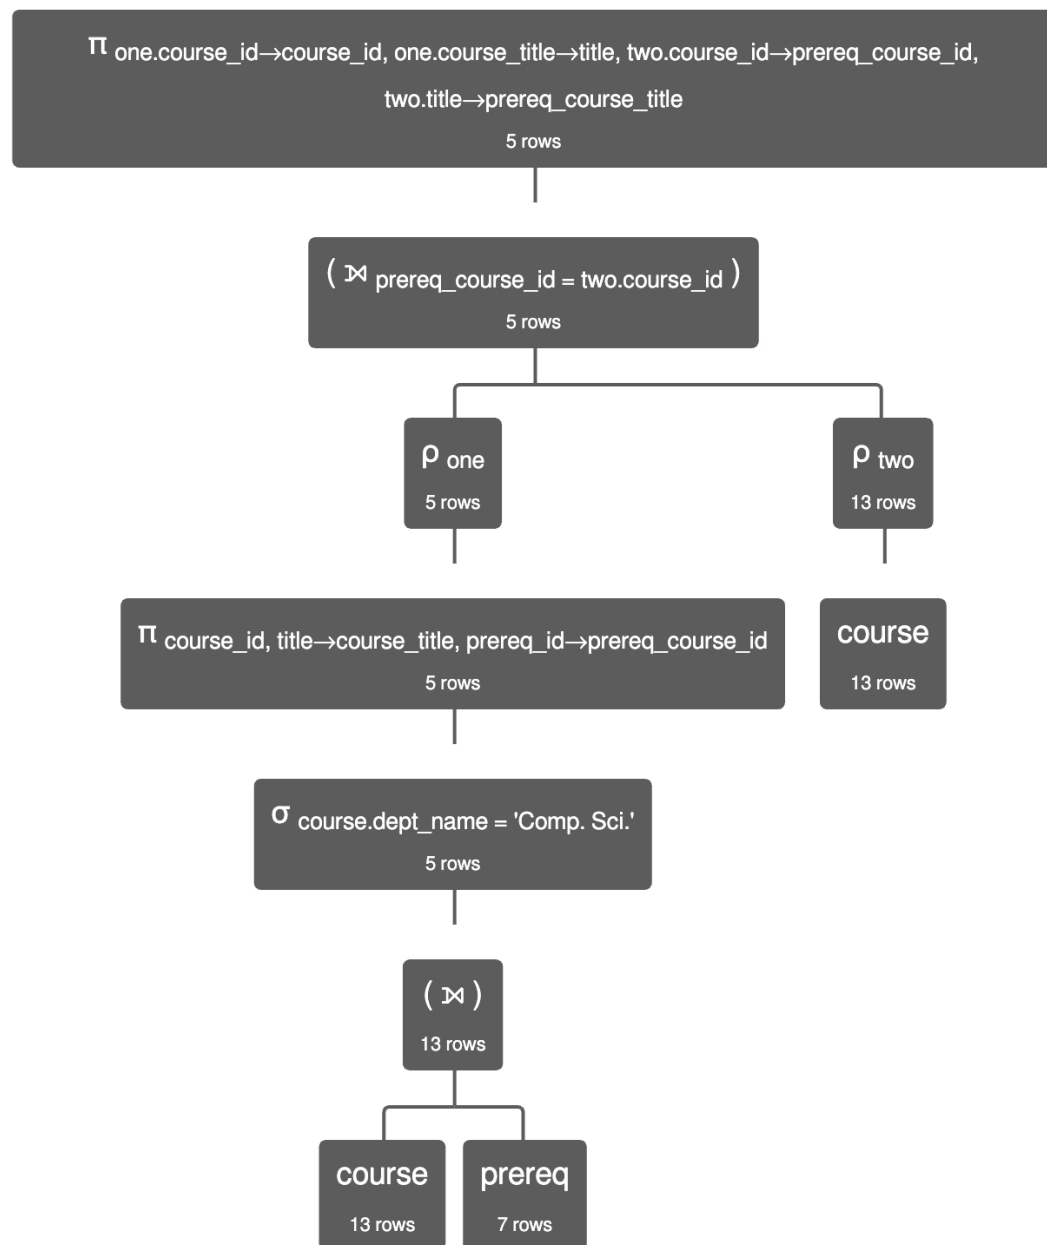 π one.course_id→course_id, one.course_title→title, two.course_id→prereq_course_id,
two.title→prereq_course_title
5 rows
( ⟕ prereq_course_id = two.course_id )
5 rows
ρ one
5 rows
ρ two
13 rows
π course_id, title→course_title, prereq_id→prereq_course_id
5 rows
course
13 rows
σ course.dept_name = 'Comp. Sci.'
5 rows
( ⟕ )
13 rows
course
13 rows
prereq
7 rows